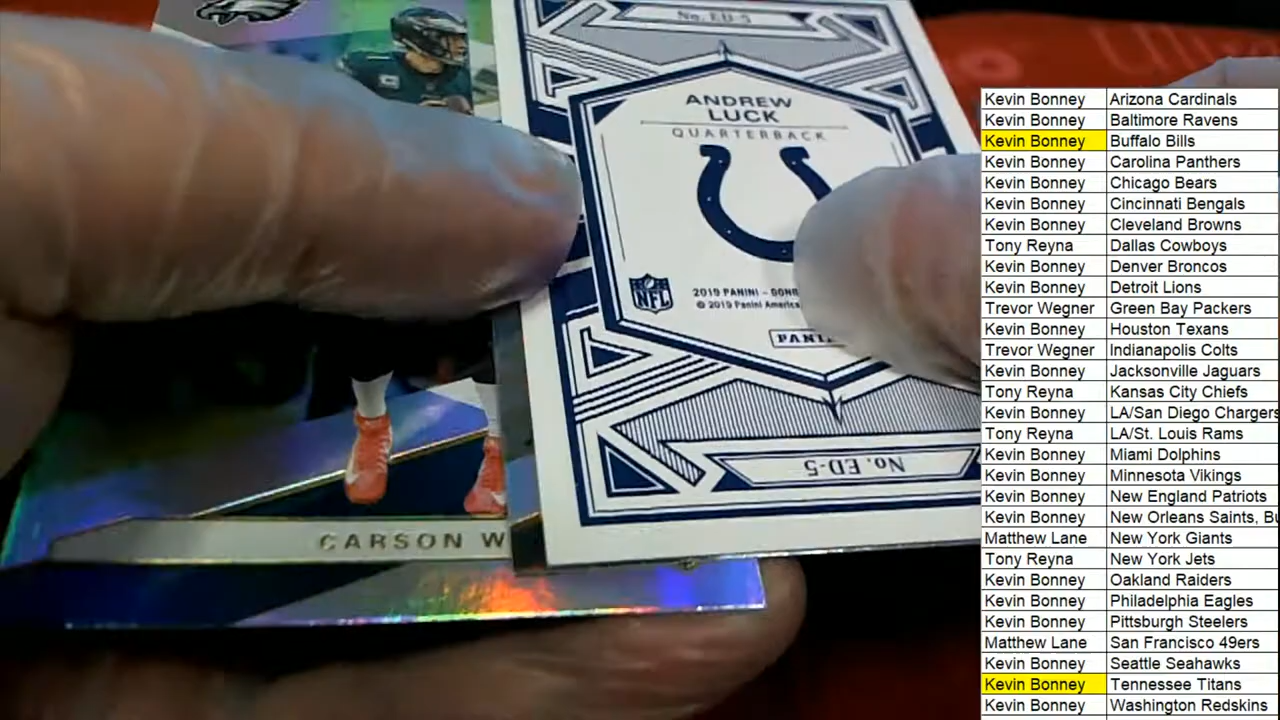 No. ED-5
ANDREW
LUCK
QUARTERBACK
NFL
2019 PANINI - DONR
© 2019 Panini America
PANI
No. ED-5
CARSON W
Kevin Bonney Arizona Cardinals
Kevin Bonney Baltimore Ravens
Kevin Bonney Buffalo Bills
Kevin Bonney Carolina Panthers
Kevin Bonney Chicago Bears
Kevin Bonney Cincinnati Bengals
Kevin Bonney Cleveland Browns
Tony Reyna Dallas Cowboys
Kevin Bonney Denver Broncos
Kevin Bonney Detroit Lions
Trevor Wegner Green Bay Packers
Kevin Bonney Houston Texans
Trevor Wegner Indianapolis Colts
Kevin Bonney Jacksonville Jaguars
Tony Reyna Kansas City Chiefs
Kevin Bonney LA/San Diego Chargers
Tony Reyna LA/St. Louis Rams
Kevin Bonney Miami Dolphins
Kevin Bonney Minnesota Vikings
Kevin Bonney New England Patriots
Kevin Bonney New Orleans Saints, B
Matthew Lane New York Giants
Tony Reyna New York Jets
Kevin Bonney Oakland Raiders
Kevin Bonney Philadelphia Eagles
Kevin Bonney Pittsburgh Steelers
Matthew Lane San Francisco 49ers
Kevin Bonney Seattle Seahawks
Kevin Bonney Tennessee Titans
Kevin Bonney Washington Redskins